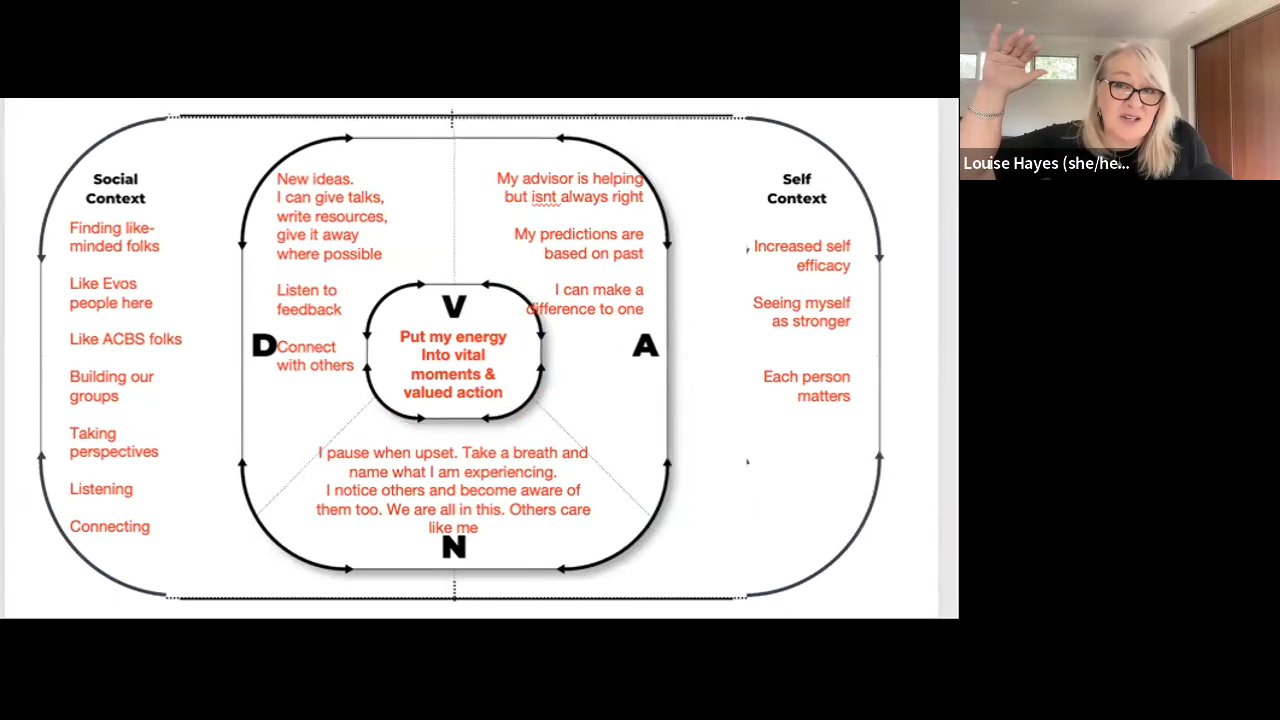 Social
Context
Finding like-
minded folks
Like Evos
people here
Like ACBS folks
Building our
groups
Taking
perspectives
Listening
Connecting
New ideas.
I can give talks,
write resources,
give it away
where possible
Listen to
feedback
D
Connect
with others
V
Put my energy
Into vital
moments &
valued action
My advisor is helping
but isnt always right
My predictions are
based on past
I can make a
difference to one
A
I pause when upset. Take a breath and
name what I am experiencing.
I notice others and become aware of
them too. We are all in this. Others care
like me
N
Self
Context
Increased self
efficacy
Seeing myself
as stronger
Each person
matters
Louise Hayes (she/he...